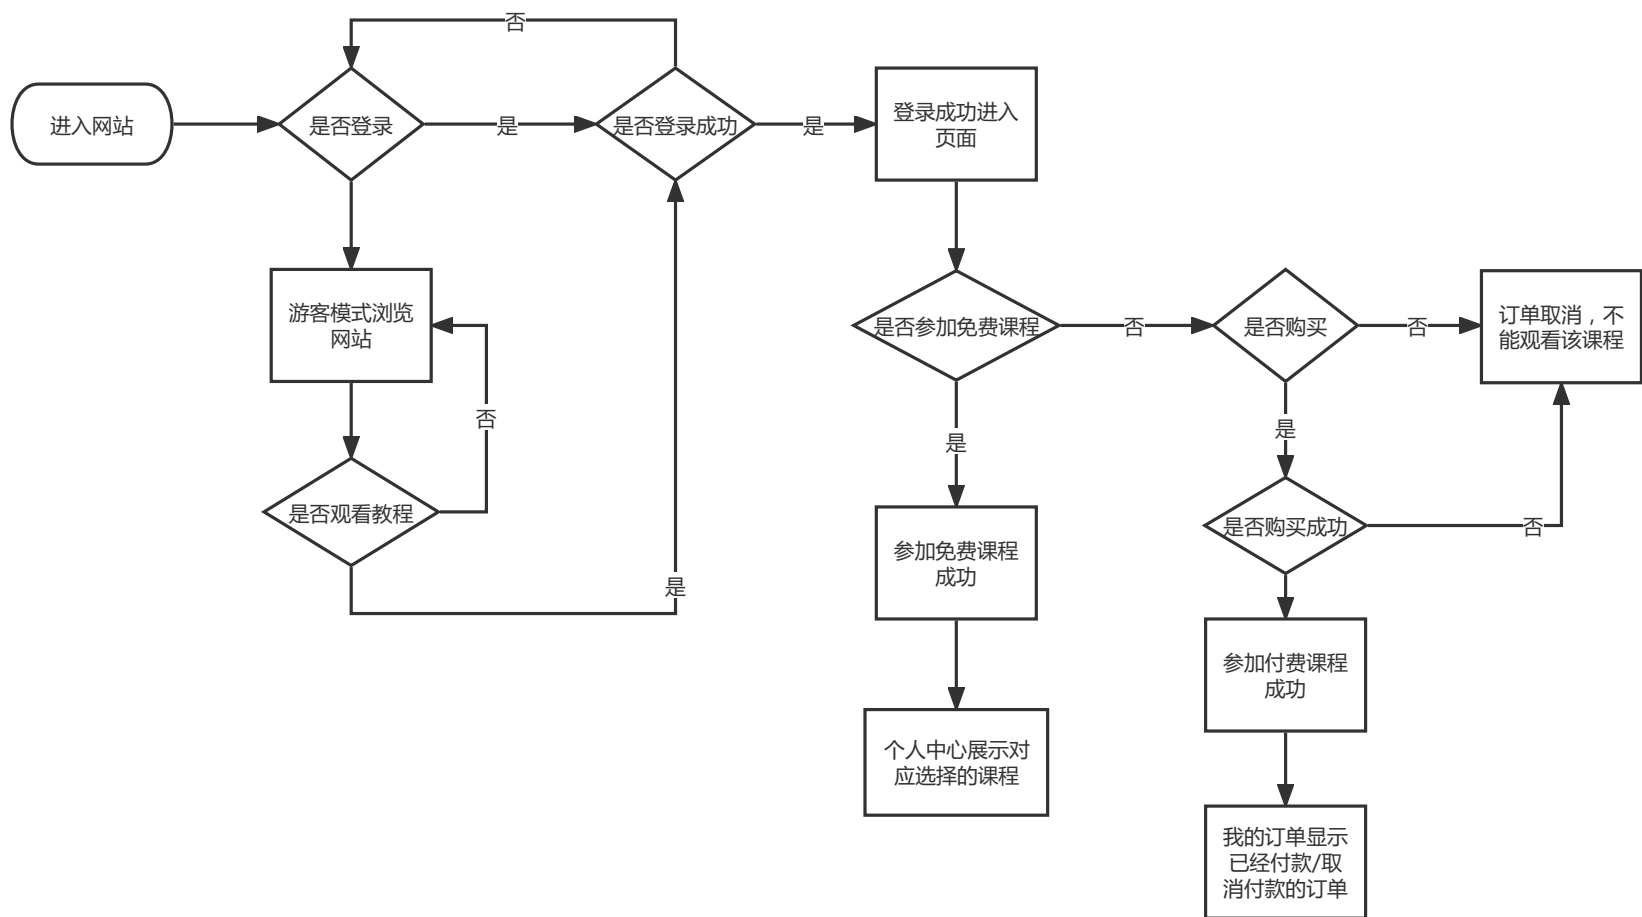 否
进入网站
是否登录
是
是否登录成功
是
登录成功进入
页面
游客模式浏览
网站
否
是否观看教程
是
是否参加免费课程
否
是否购买
否
订单取消，不
能观看该课程
是
是
参加免费课程
成功
是否购买成功
否
个人中心展示对
应选择的课程
参加付费课程
成功
我的订单显示
已经付款/取
消付款的订单